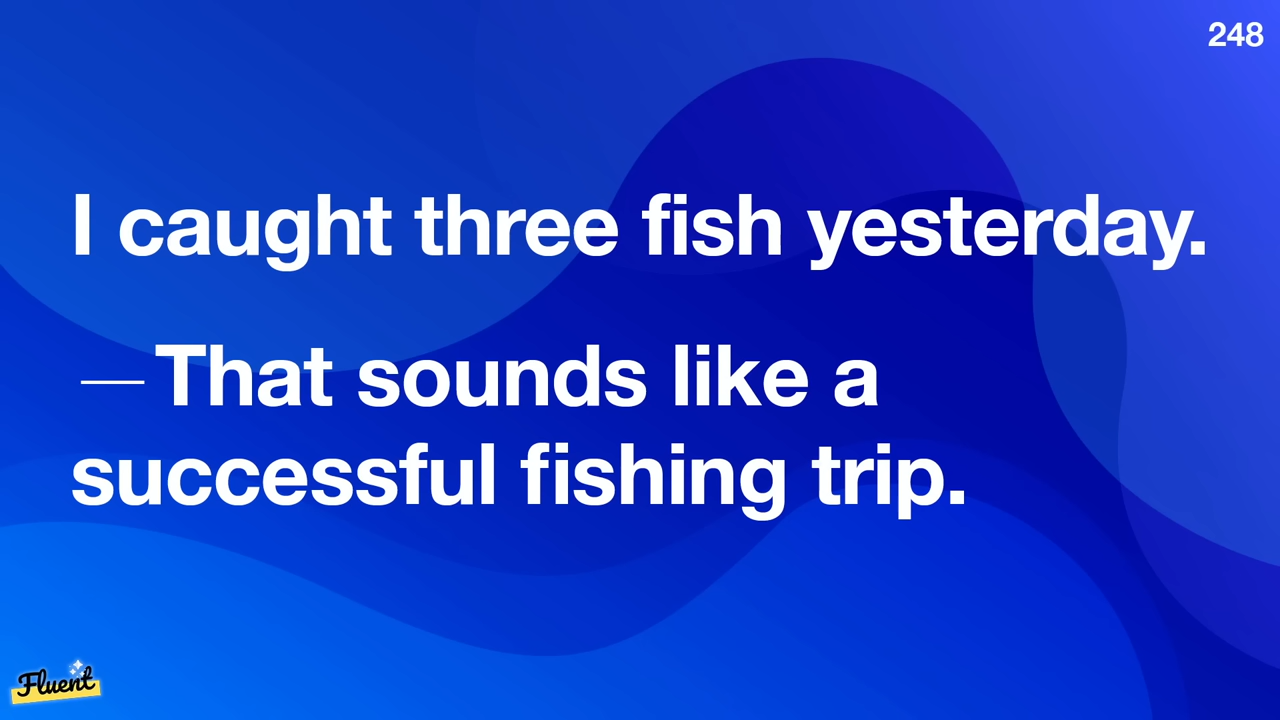 248
I caught three fish yesterday.
— That sounds like a
successful fishing trip.
Fluent